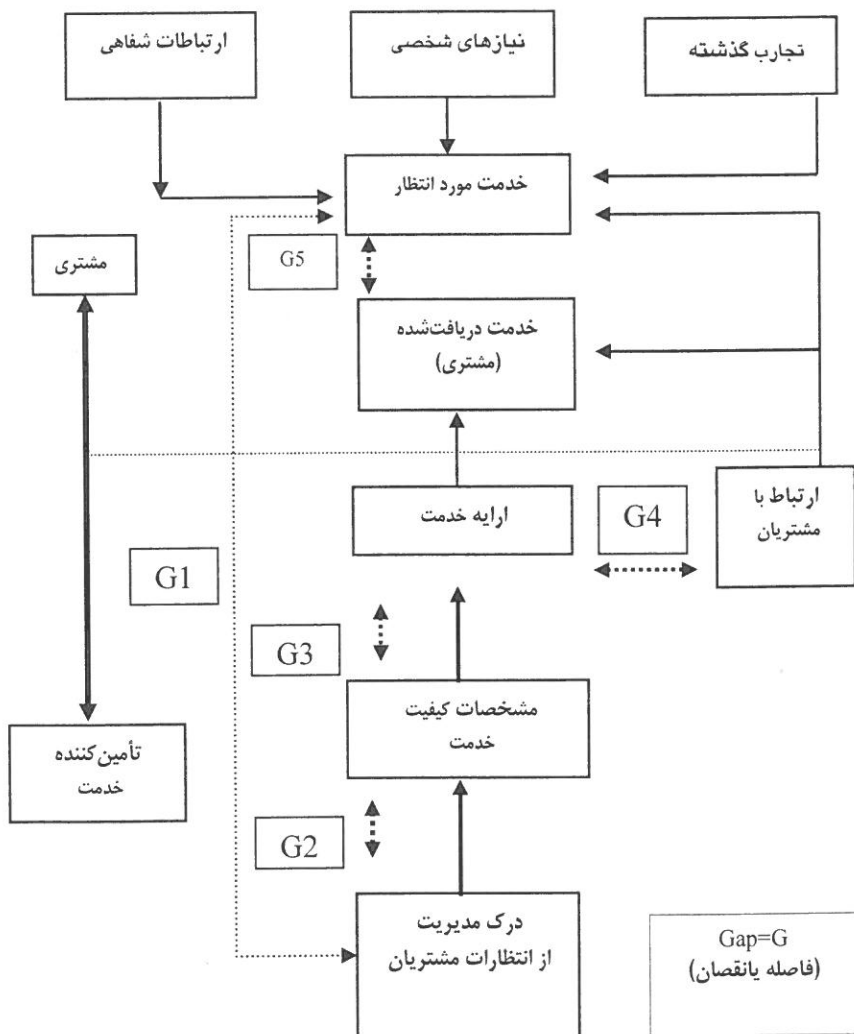 تجارب گذشته
نیازهای شخصی
ارتباطات شفاهی
خدمت مورد انتظار
G5
مشتری
خدمت دریافت‌شده
(مشتری)
ارایه خدمت
G4
ارتباط با
مشتریان
G1
G3
مشخصات کیفیت
خدمت
تأمین‌کننده
خدمت
G2
درک مدیریت
از انتظارات مشتریان
Gap=G
(فاصله یانقصان)